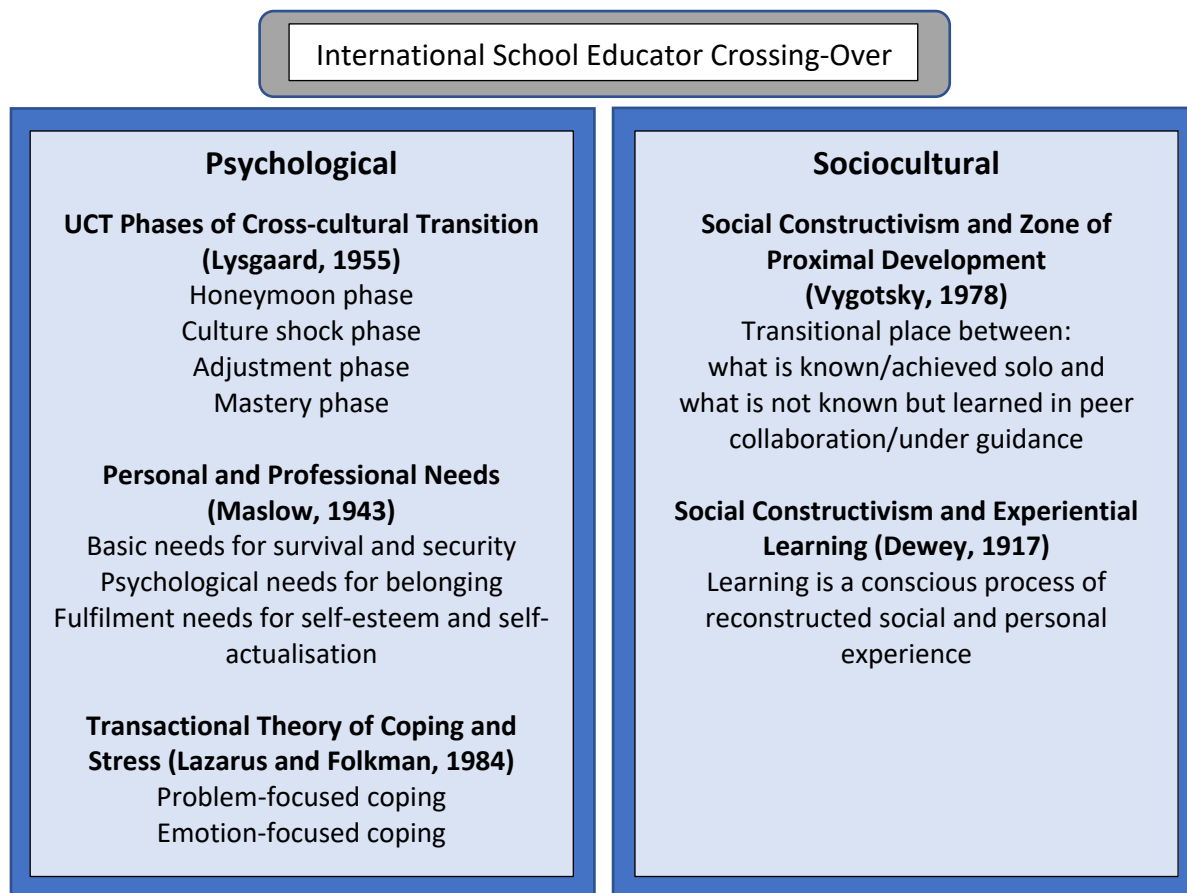 International School Educator Crossing-Over
Psychological
UCT Phases of Cross-cultural Transition
(Lysgaard, 1955)
Honeymoon phase
Culture shock phase
Adjustment phase
Mastery phase
Personal and Professional Needs
(Maslow, 1943)
Basic needs for survival and security
Psychological needs for belonging
Fulfilment needs for self-esteem and self-
actualisation
Transactional Theory of Coping and
Stress (Lazarus and Folkman, 1984)
Problem-focused coping
Emotion-focused coping
Sociocultural
Social Constructivism and Zone of
Proximal Development
(Vygotsky, 1978)
Transitional place between:
what is known/achieved solo and
what is not known but learned in peer
collaboration/under guidance
Social Constructivism and Experiential
Learning (Dewey, 1917)
Learning is a conscious process of
reconstructed social and personal
experience